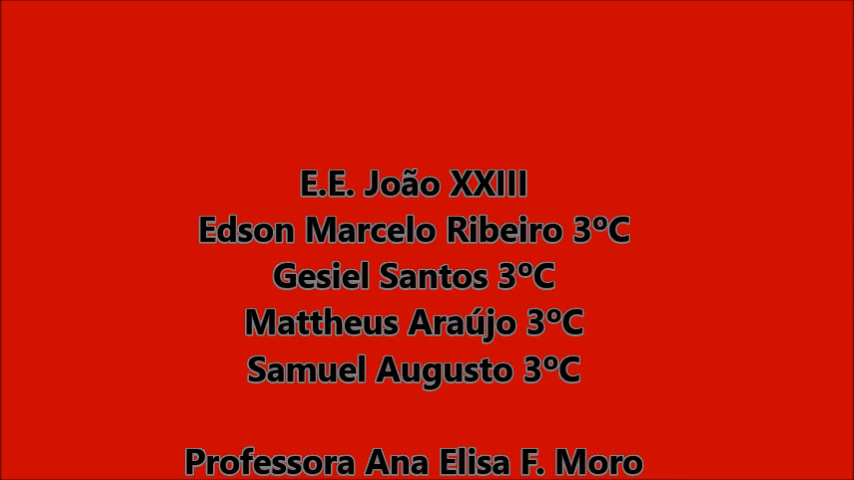 E.E. João XXIII
Edson Marcelo Ribeiro 3ºC
Gesiel Santos 3ºC
Mattheus Araújo 3ºC
Samuel Augusto 3ºC
Professora Ana Elisa F. Moro